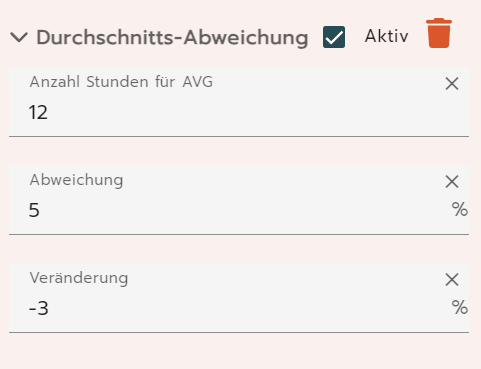 Durchschnitts-Abweichung Aktiv
Anzahl Stunden für AVG
12
Abweichung
5 %
Veränderung
-3 %